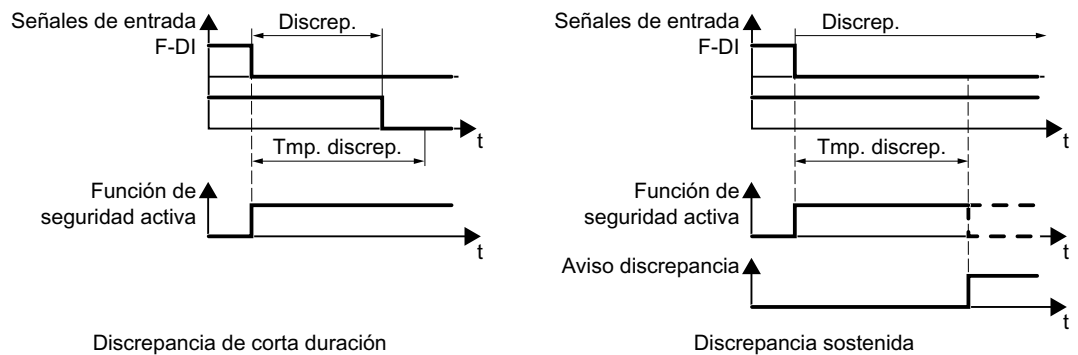 Señales de entrada
F-DI
Discrep.
t
Tmp. discrep.
Función de
seguridad activa
t
Discrepancia de corta duración
Señales de entrada
F-DI
Discrep.
t
Tmp. discrep.
Función de
seguridad activa
t
Aviso discrepancia
t
Discrepancia sostenida